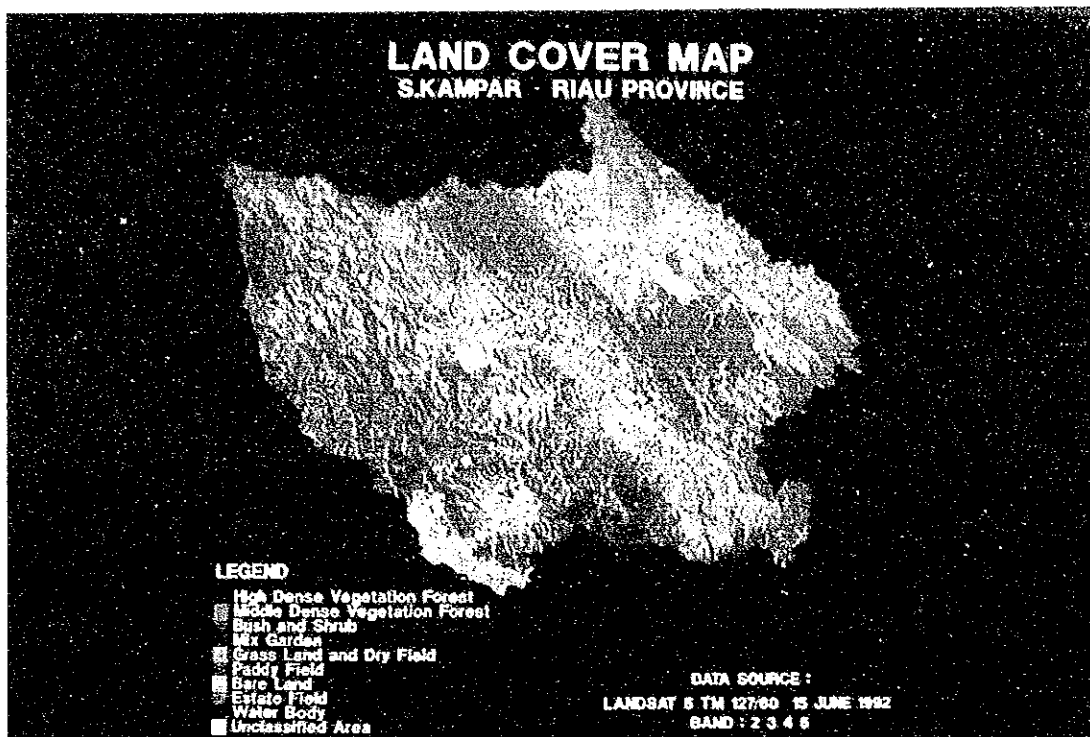 LAND COVER MAP
S.KAMPAR - RIAU PROVINCE
LEGEND
High Dense Vegetation Forest
Middle Dense Vegetation Forest
Bush and Shrub
Mix Garden
Grass Land and Dry Field
Paddy Field
Bare Land
Estate Field
Water Body
Unclassified Area
DATA SOURCE :
LANDSAT 5 TM 127/60 15 JUNE 1992
BAND : 2 3 4 5